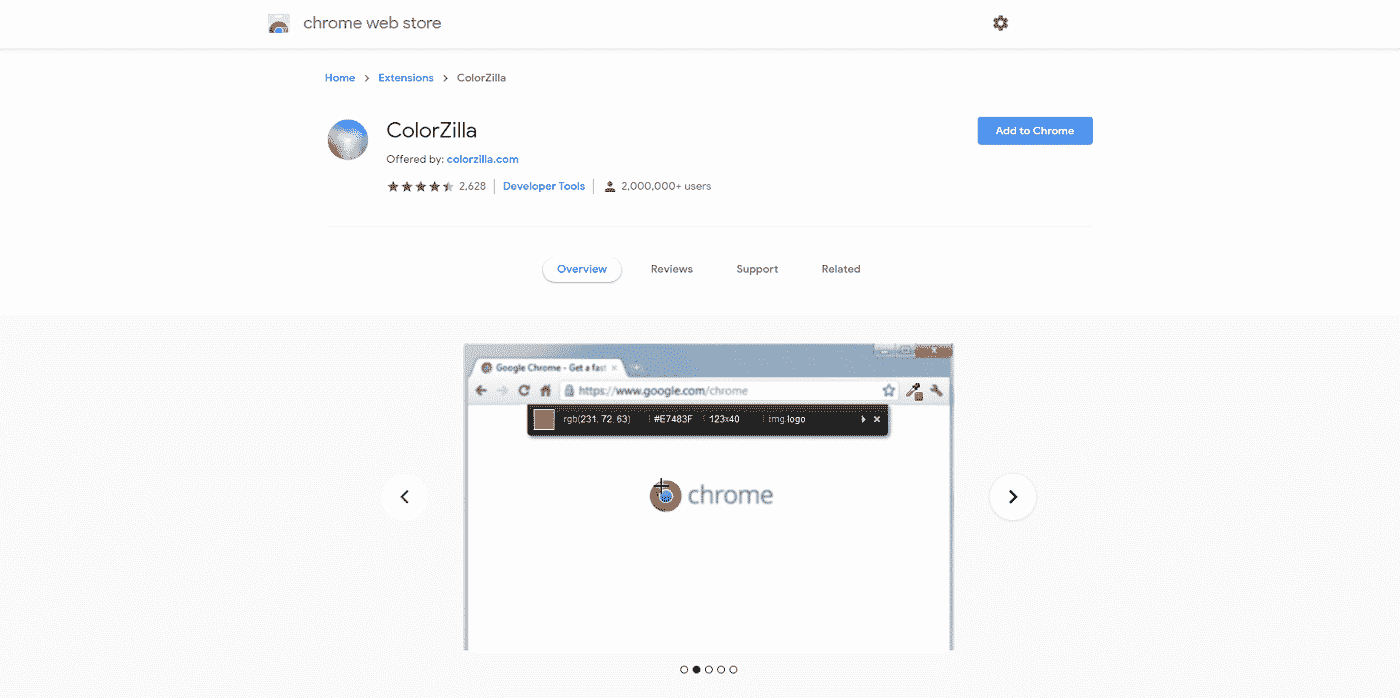 chrome web store
Home > Extensions > ColorZilla
ColorZilla
Add to Chrome
Offered by: colorzilla.com
2,628 | Developer Tools | 2,000,000+ users
Overview Reviews Support Related
Google Chrome - Get a fast
https://www.google.com/chrome
rgb(231, 72, 63) #E7483F 123x40 img.logo
chrome